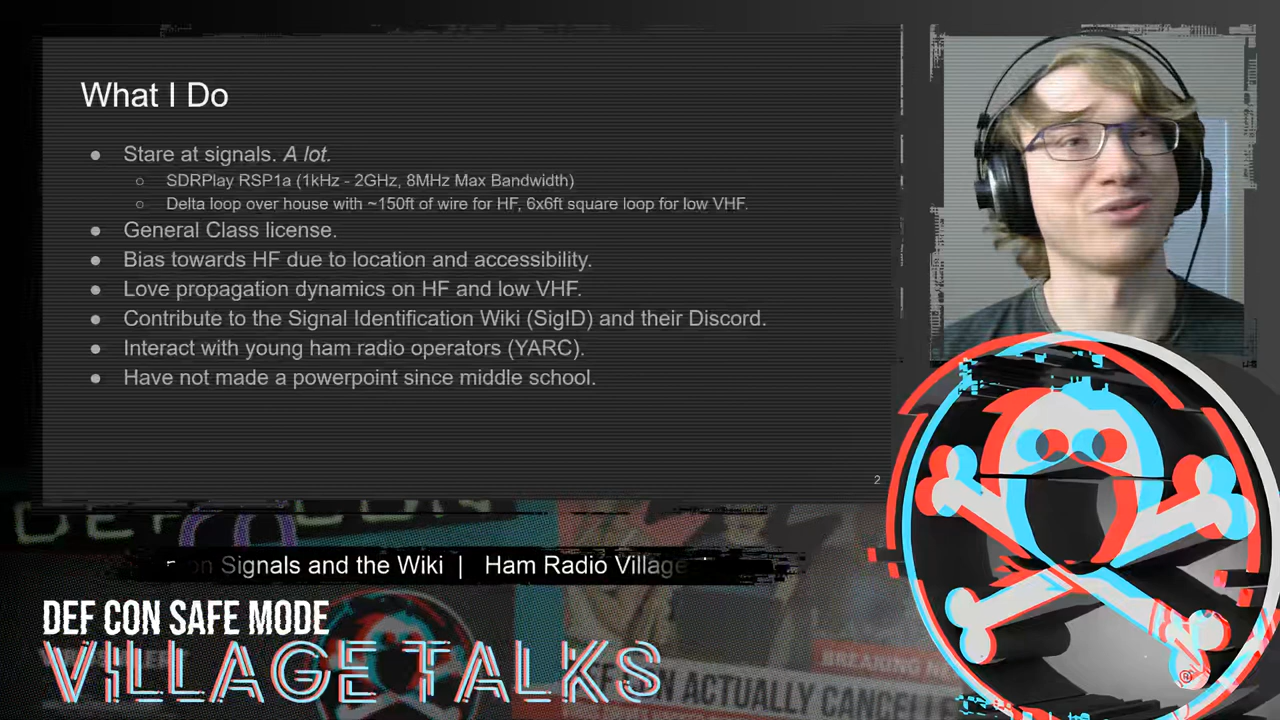 What I Do
● Stare at signals. A lot.
○ SDRPlay RSP1a (1kHz - 2GHz, 8MHz Max Bandwidth)
○ Delta loop over house with ~150ft of wire for HF, 6x6ft square loop for low VHF.
● General Class license.
● Bias towards HF due to location and accessibility.
● Love propagation dynamics on HF and low VHF.
● Contribute to the Signal Identification Wiki (SigID) and their Discord.
● Interact with young ham radio operators (YARC).
● Have not made a powerpoint since middle school.
2
DEF CON
on Signals and the Wiki | Ham Radio Village
DEF CON SAFE MODE
VILLAGE TALKS
BREAKING
CON ACTUALLY
®